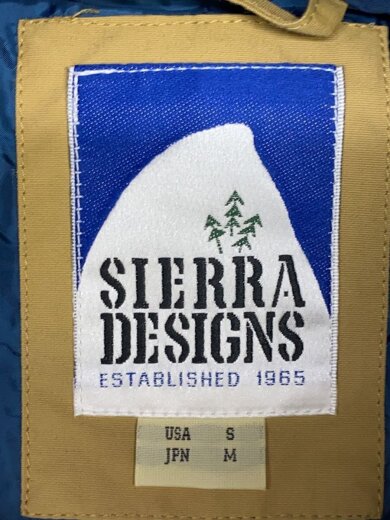 SIERRA
DESIGNS
ESTABLISHED 1965
USA S
JPN M